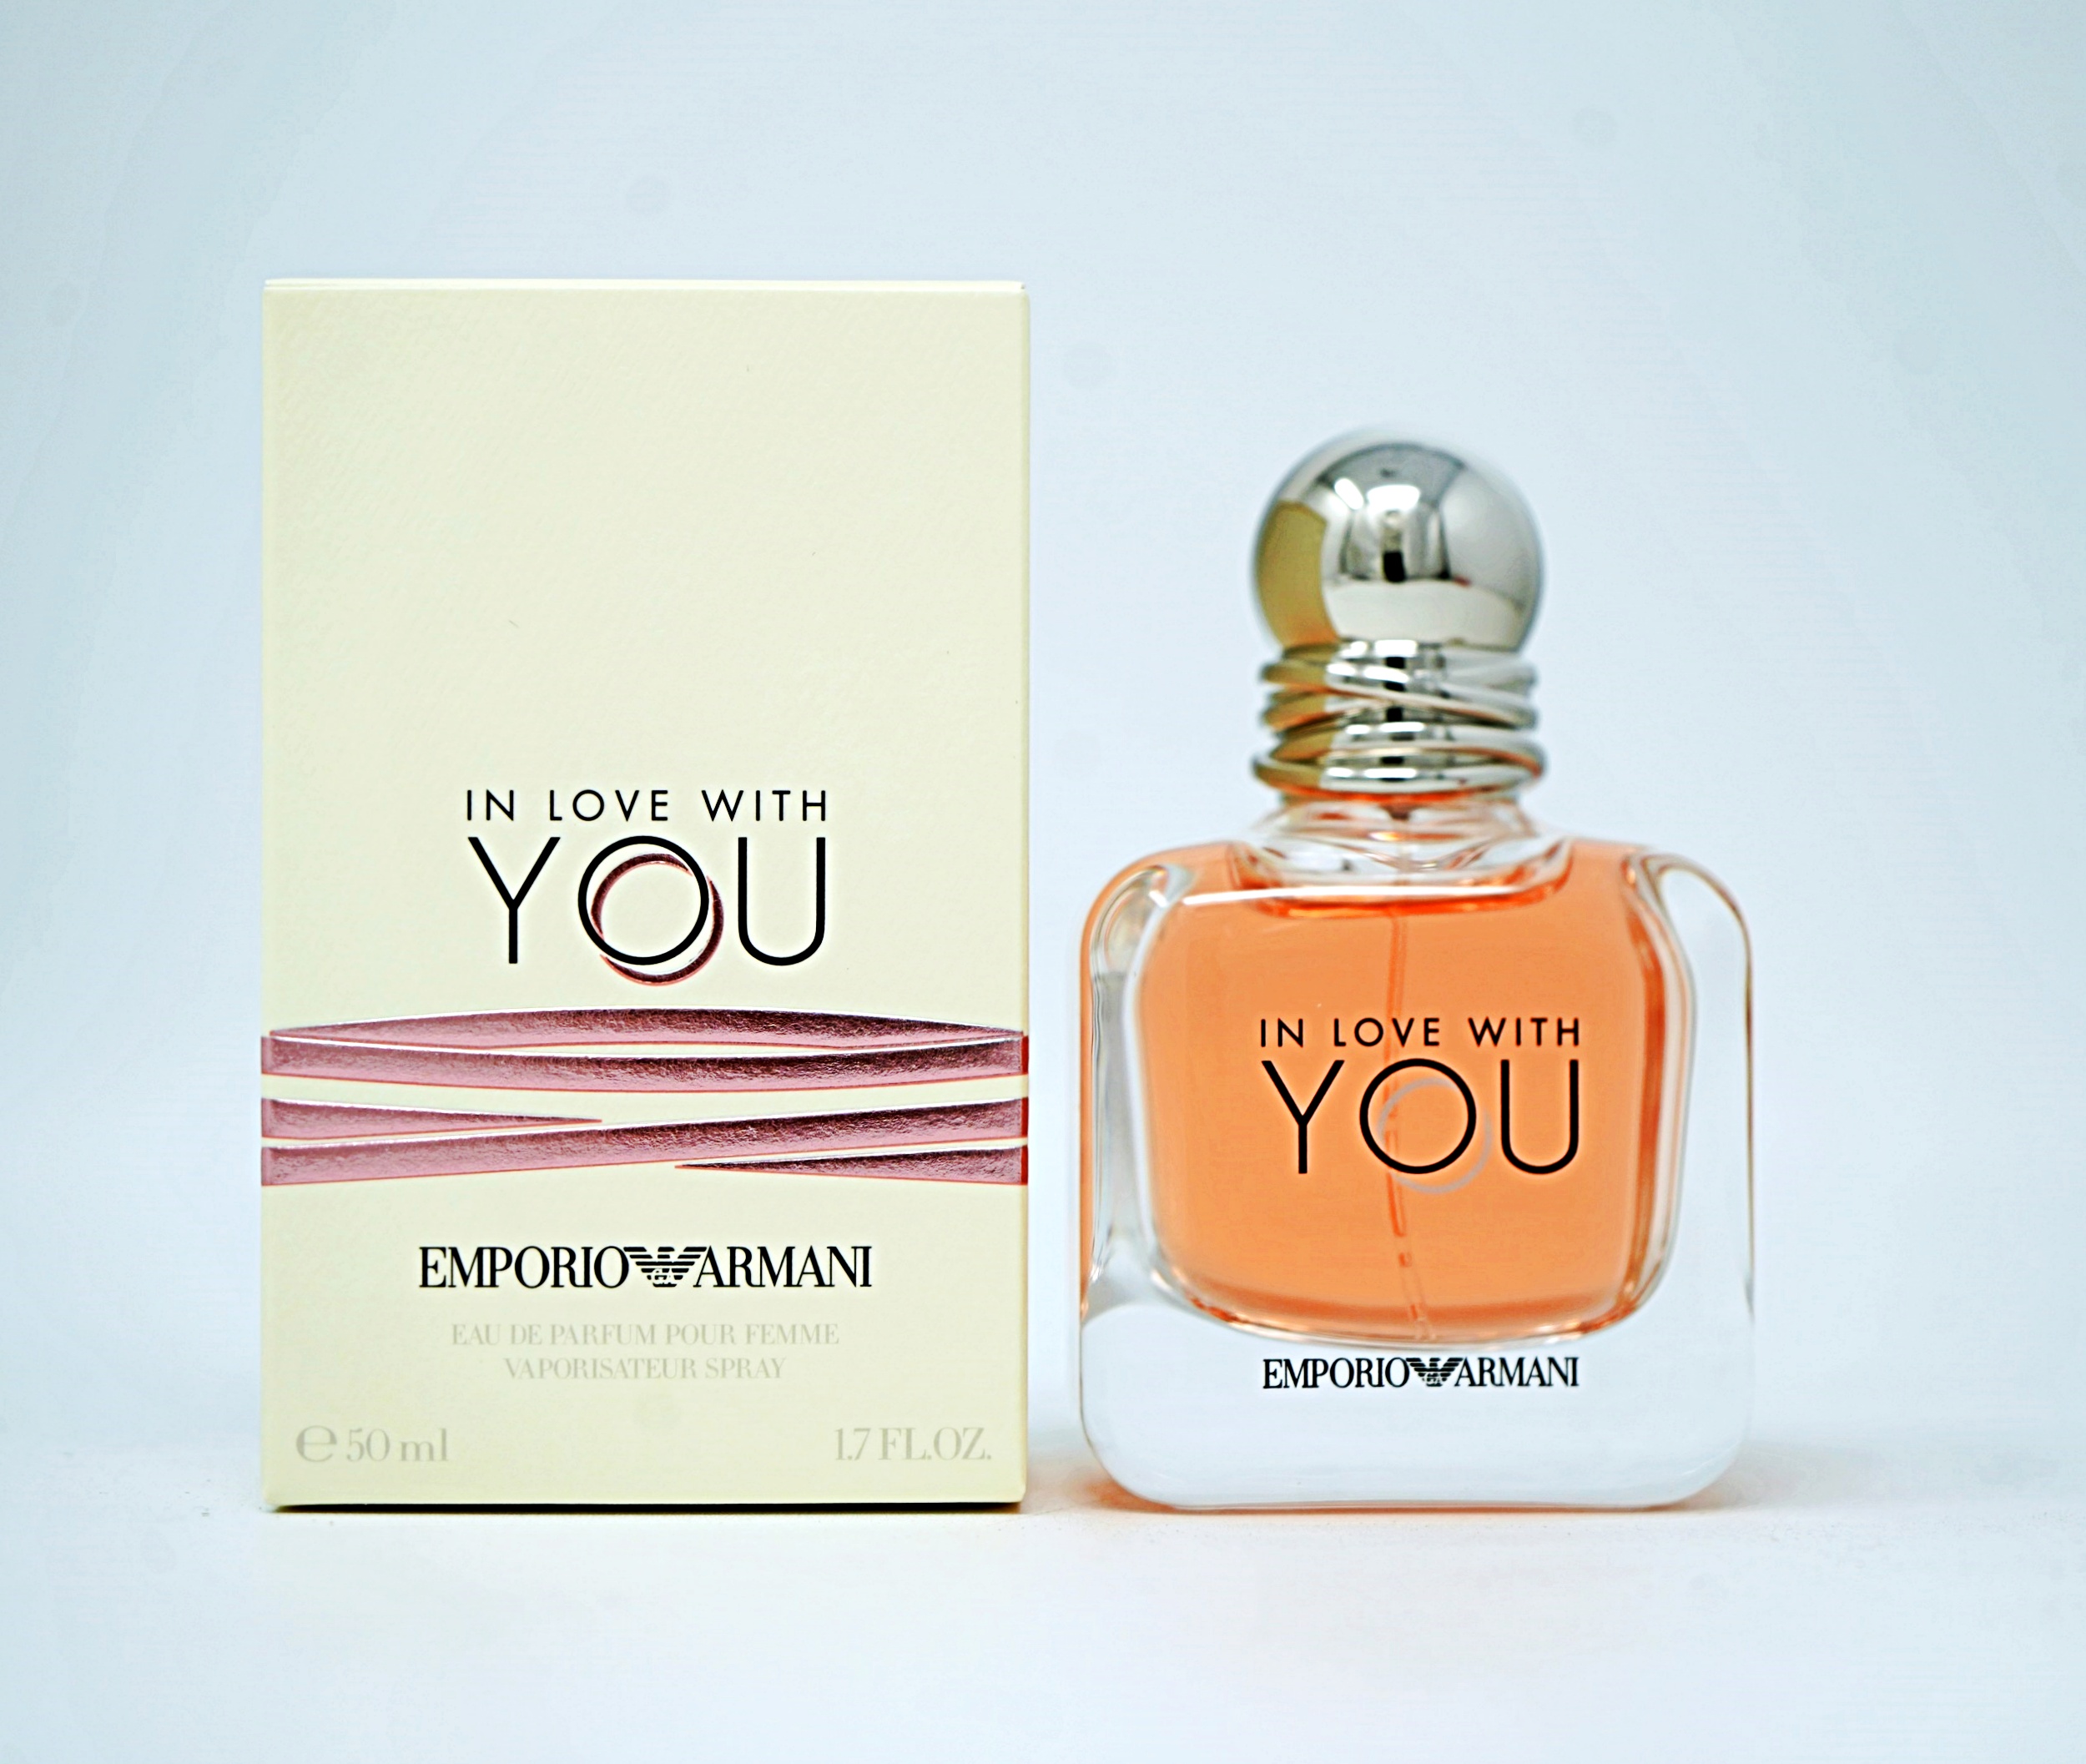 IN LOVE WITH
YOU
EMPORIO ARMANI
EAU DE PARFUM POUR FEMME
VAPORISATEUR SPRAY
℮ 50 ml 1.7 FL.OZ.
IN LOVE WITH
YOU
EMPORIO ARMANI